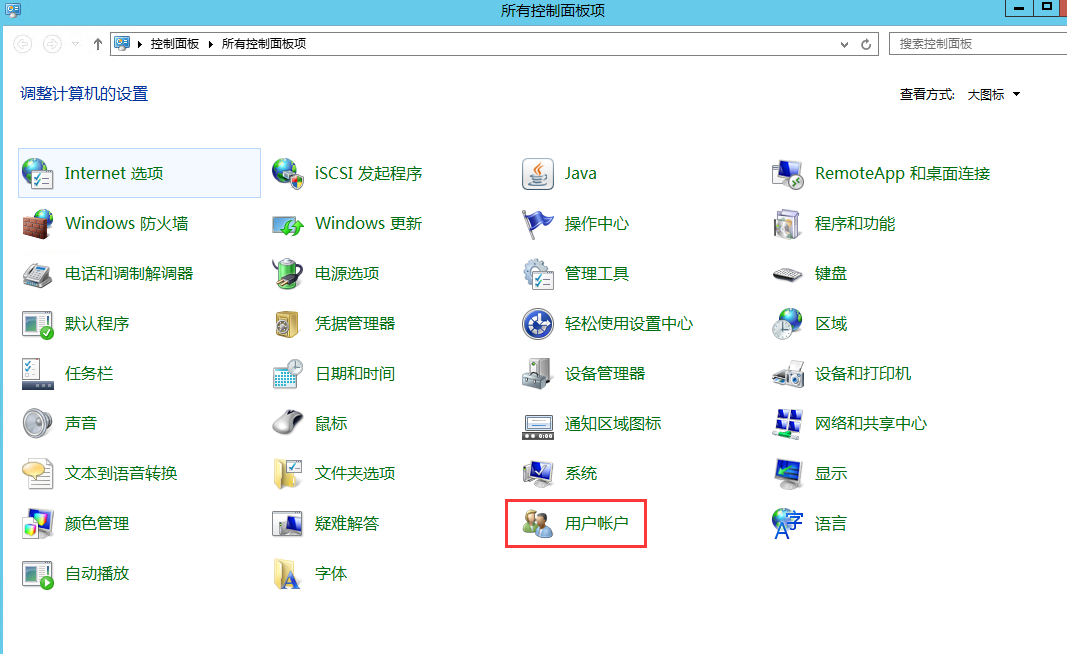 所有控制面板项
控制面板 所有控制面板项
搜索控制面板
调整计算机的设置
查看方式: 大图标
Internet 选项
iSCSI 发起程序
Java
RemoteApp 和桌面连接
Windows 防火墙
Windows 更新
操作中心
程序和功能
电话和调制解调器
电源选项
管理工具
键盘
默认程序
凭据管理器
轻松使用设置中心
区域
任务栏
日期和时间
设备管理器
设备和打印机
声音
鼠标
通知区域图标
网络和共享中心
文本到语音转换
文件夹选项
系统
显示
颜色管理
疑难解答
用户帐户
语言
自动播放
字体